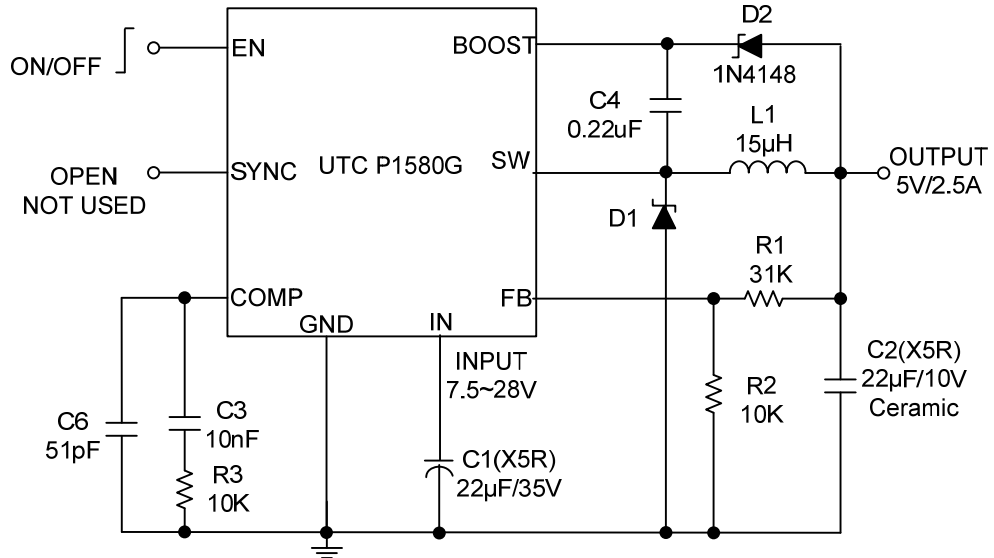 D2
EN
BOOST
ON/OFF
1N4148
C4
0.22uF
L1
15µH
UTC P1580G
SW
OUTPUT
5V/2.5A
SYNC
OPEN
NOT USED
D1
R1
31K
COMP
FB
GND
IN
INPUT
7.5~28V
C2(X5R)
22µF/10V
Ceramic
R2
10K
C6
51pF
C3
10nF
R3
10K
C1(X5R)
22µF/35V